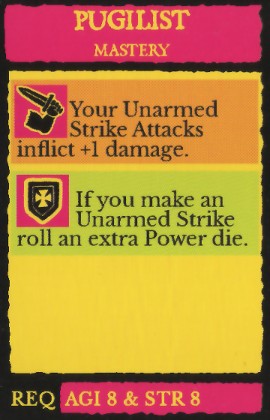 PUGILIST
MASTERY
Your Unarmed
Strike Attacks
inflict +1 damage.
If you make an
Unarmed Strike
roll an extra Power die.
REQ AGI 8 & STR 8